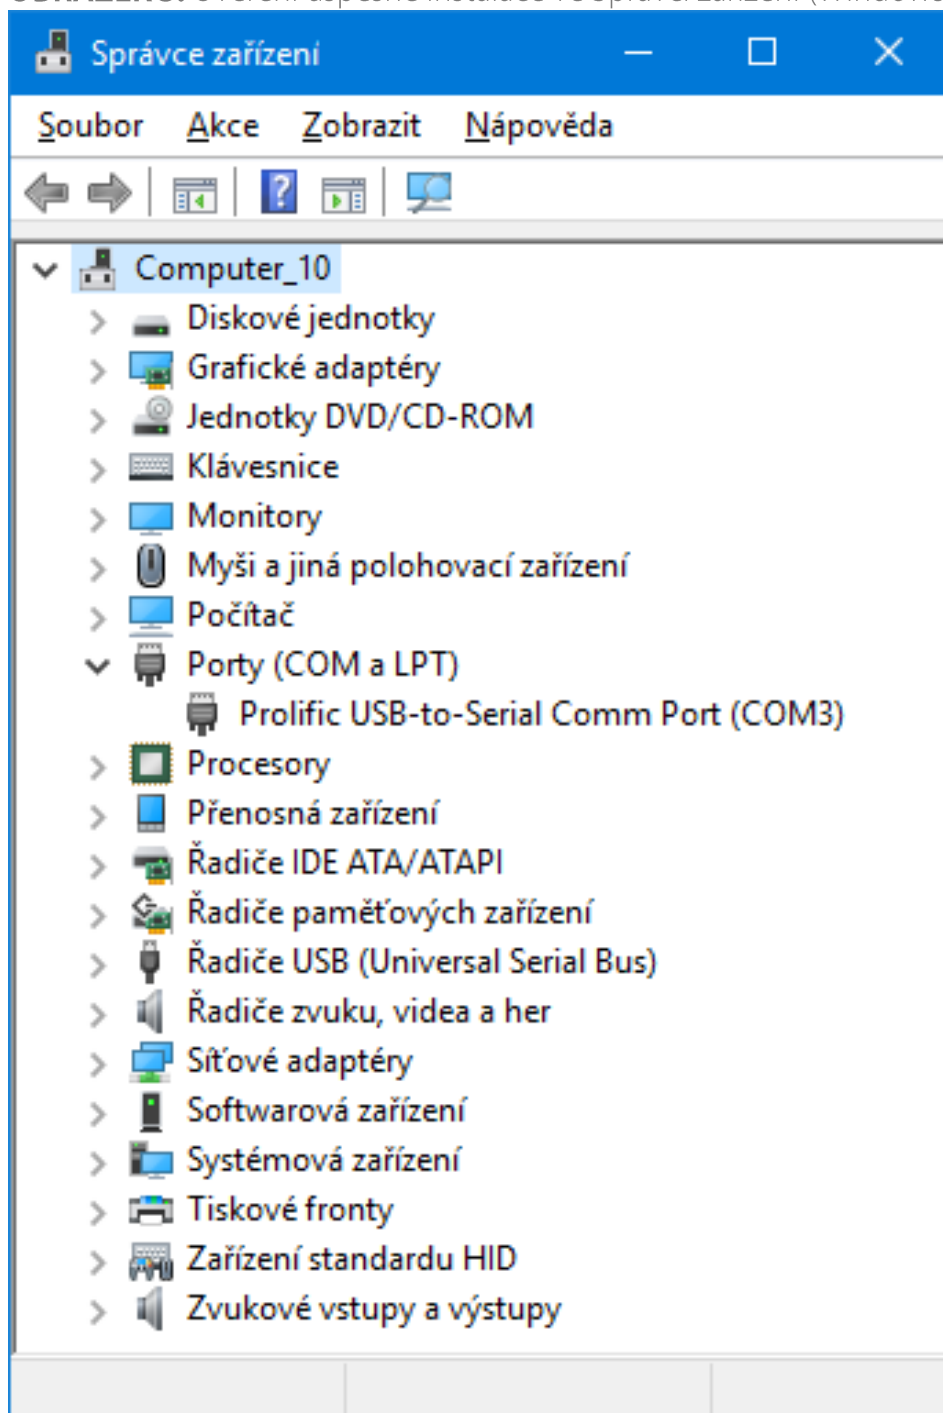 Správce zařízení
Soubor Akce Zobrazit Nápověda
Computer_10
Diskové jednotky
Grafické adaptéry
Jednotky DVD/CD-ROM
Klávesnice
Monitory
Myši a jiná polohovací zařízení
Počítač
Porty (COM a LPT)
Prolific USB-to-Serial Comm Port (COM3)
Procesory
Přenosná zařízení
Řadiče IDE ATA/ATAPI
Řadiče paměťových zařízení
Řadiče USB (Universal Serial Bus)
Řadiče zvuku, videa a her
Síťové adaptéry
Softwarová zařízení
Systémová zařízení
Tiskové fronty
Zařízení standardu HID
Zvukové vstupy a výstupy